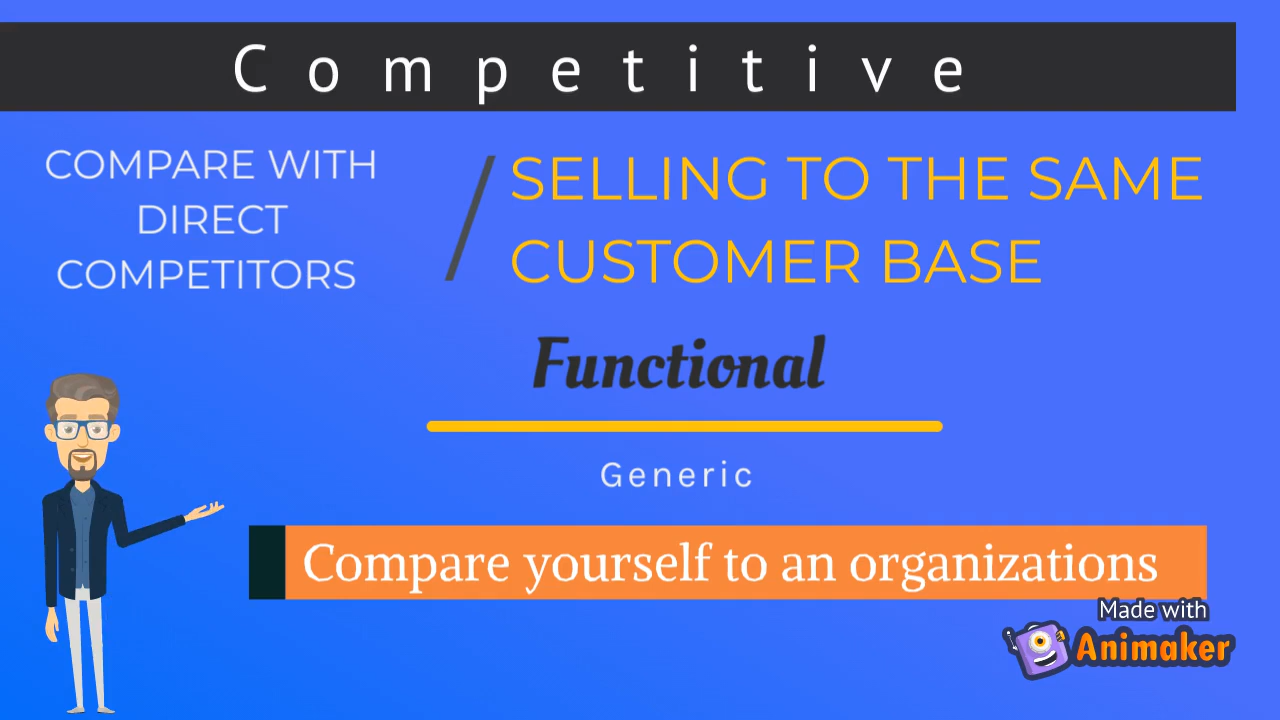 Competitive
COMPARE WITH
DIRECT
COMPETITORS
SELLING TO THE SAME
CUSTOMER BASE
Functional
Generic
Compare yourself to an organizations
Made with
Animaker